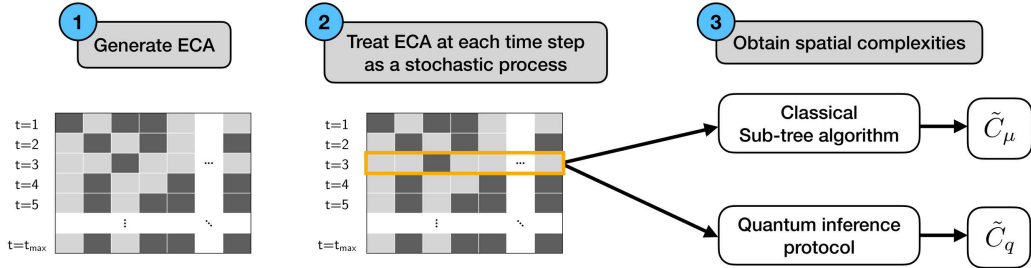 1
Generate ECA
2
Treat ECA at each time step
as a stochastic process
3
Obtain spatial complexities
t=1
t=2
t=3
...
t=4
t=5
⋮
⋱
t=t_max
t=1
t=2
t=3
...
t=4
t=5
⋮
⋱
t=t_max
Classical
Sub-tree algorithm
C̃_μ
Quantum inference
protocol
C̃_q